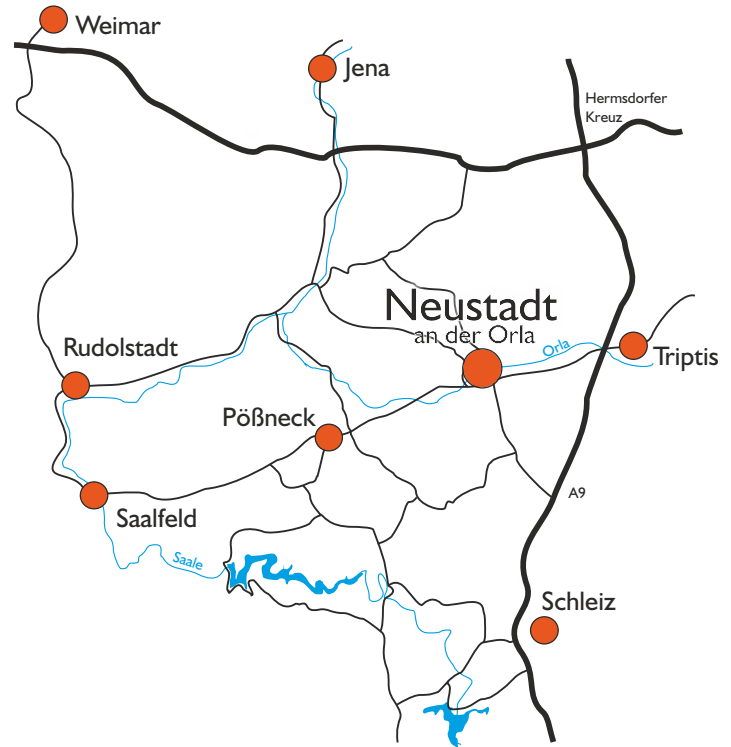 Weimar
Jena
Hermsdorfer
Kreuz
Neustadt
an der Orla
Orla
Rudolstadt
Triptis
Pößneck
A9
Saalfeld
Saale
Schleiz